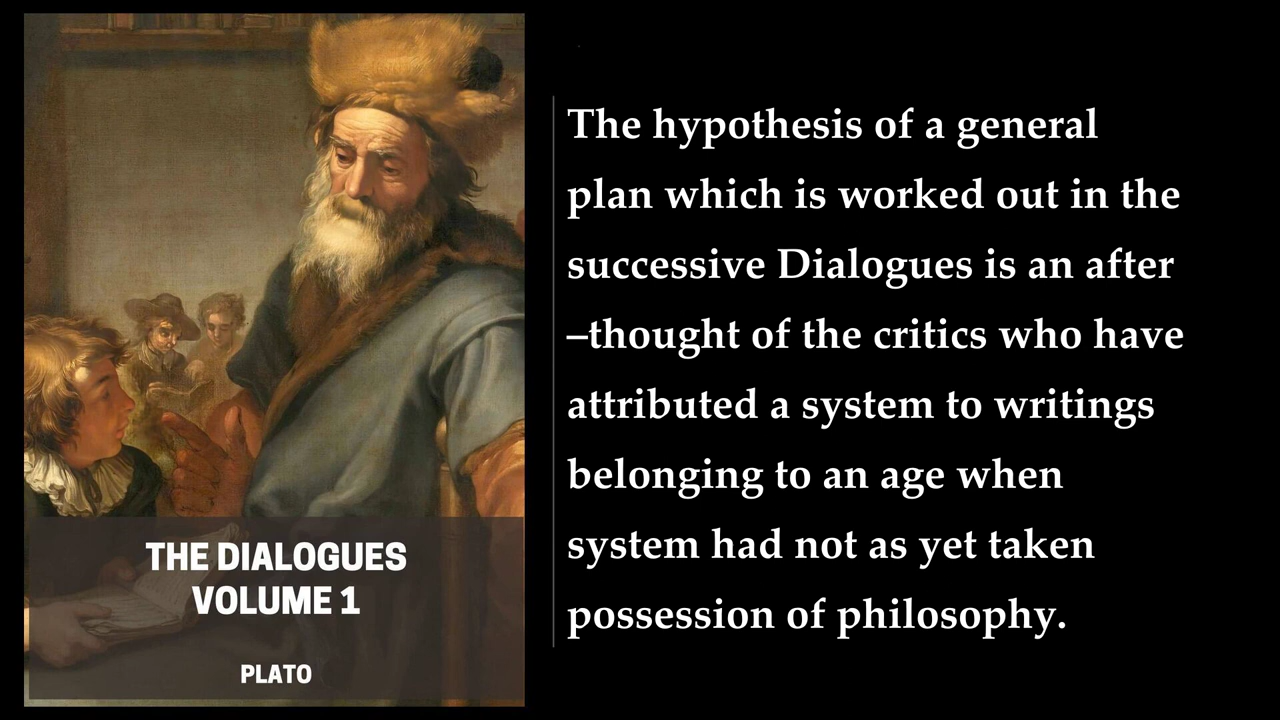 THE DIALOGUES
VOLUME 1
PLATO
The hypothesis of a general
plan which is worked out in the
successive Dialogues is an after
–thought of the critics who have
attributed a system to writings
belonging to an age when
system had not as yet taken
possession of philosophy.